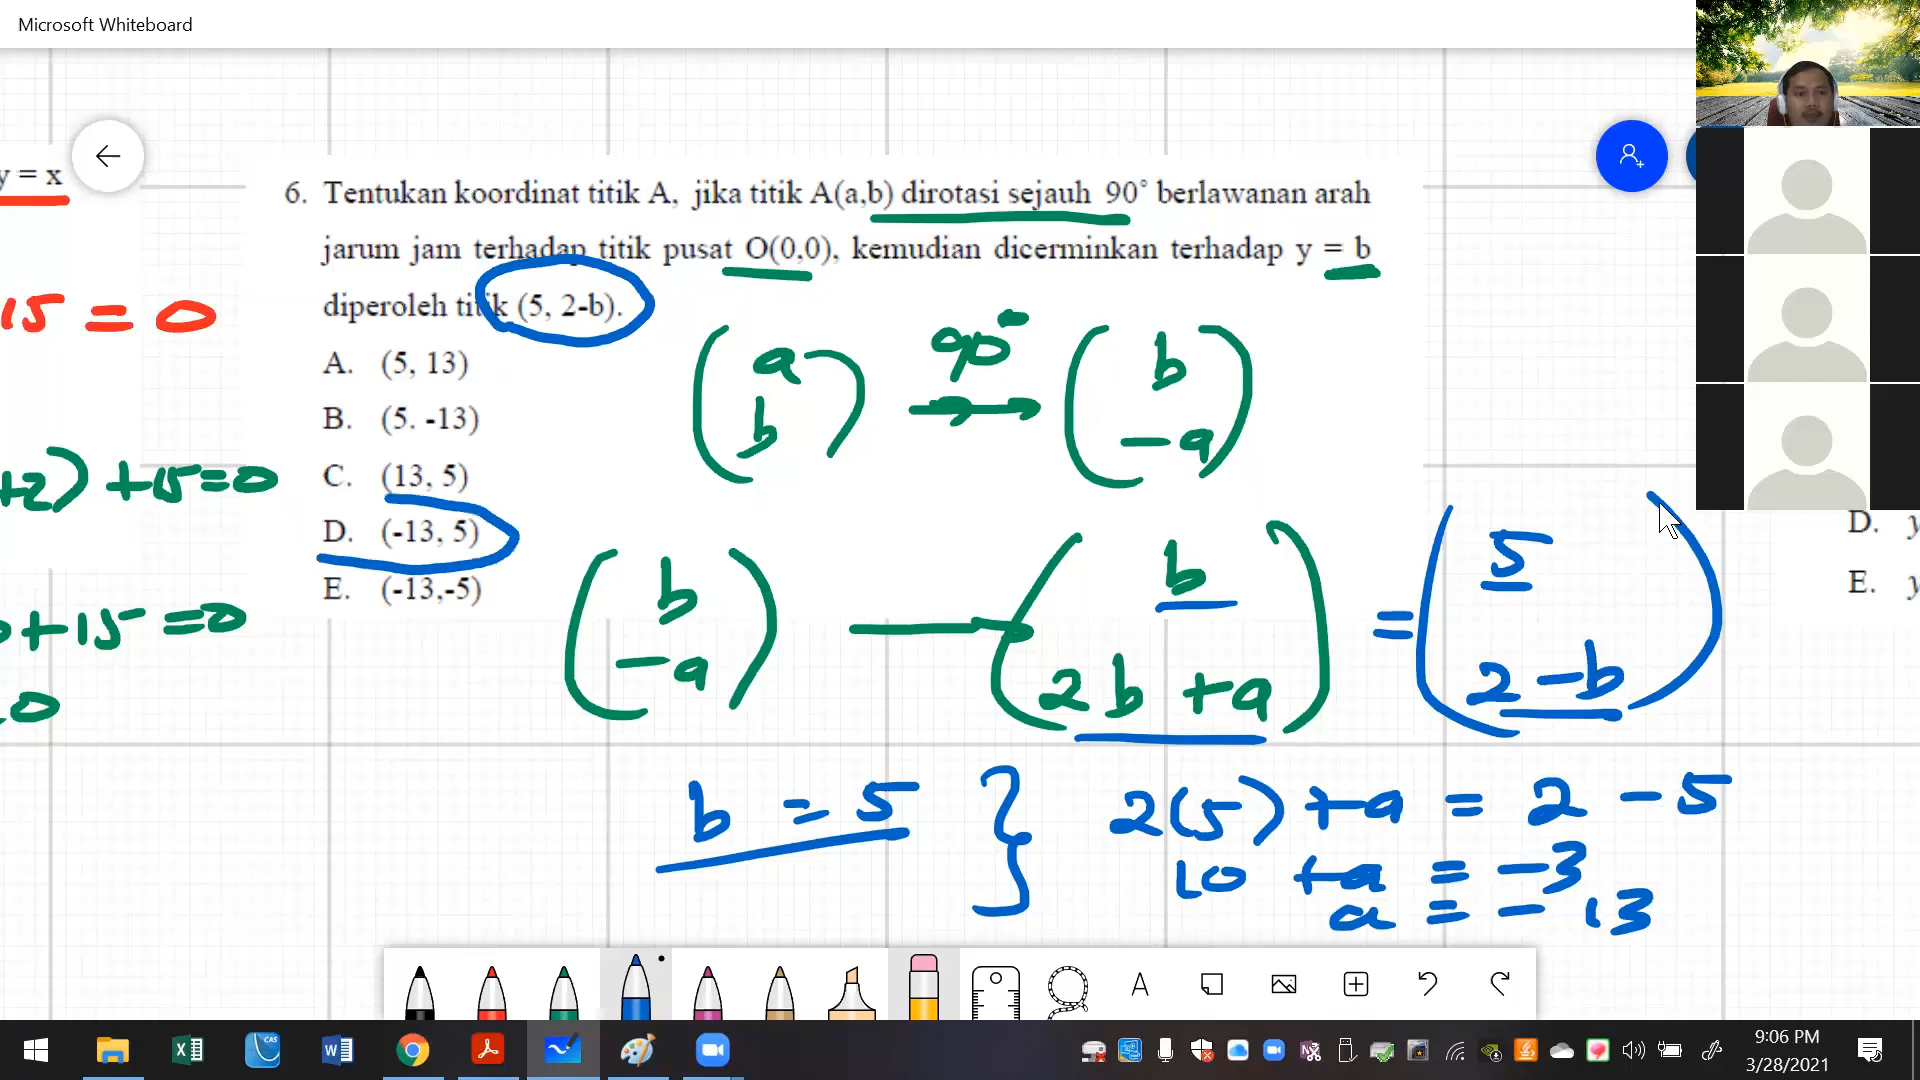 Microsoft Whiteboard
y = x
15 = 0
+2) +15=0
+15 =0
0
6. Tentukan koordinat titik A, jika titik A(a,b) dirotasi sejauh 90° berlawanan arah
jarum jam terhadap titik pusat O(0,0), kemudian dicerminkan terhadap y = b
diperoleh titik (5, 2-b).
A. (5, 13)
B. (5. -13)
C. (13, 5)
D. (-13, 5)
E. (-13,-5)
(a b) 90° → (b -a)
(b -a) → (b 2b +a) = (5 2-b)
b = 5 } 2(5) +a = 2 -5
10 +a = -3
a = -13
D. y
E. y
9:06 PM
3/28/2021